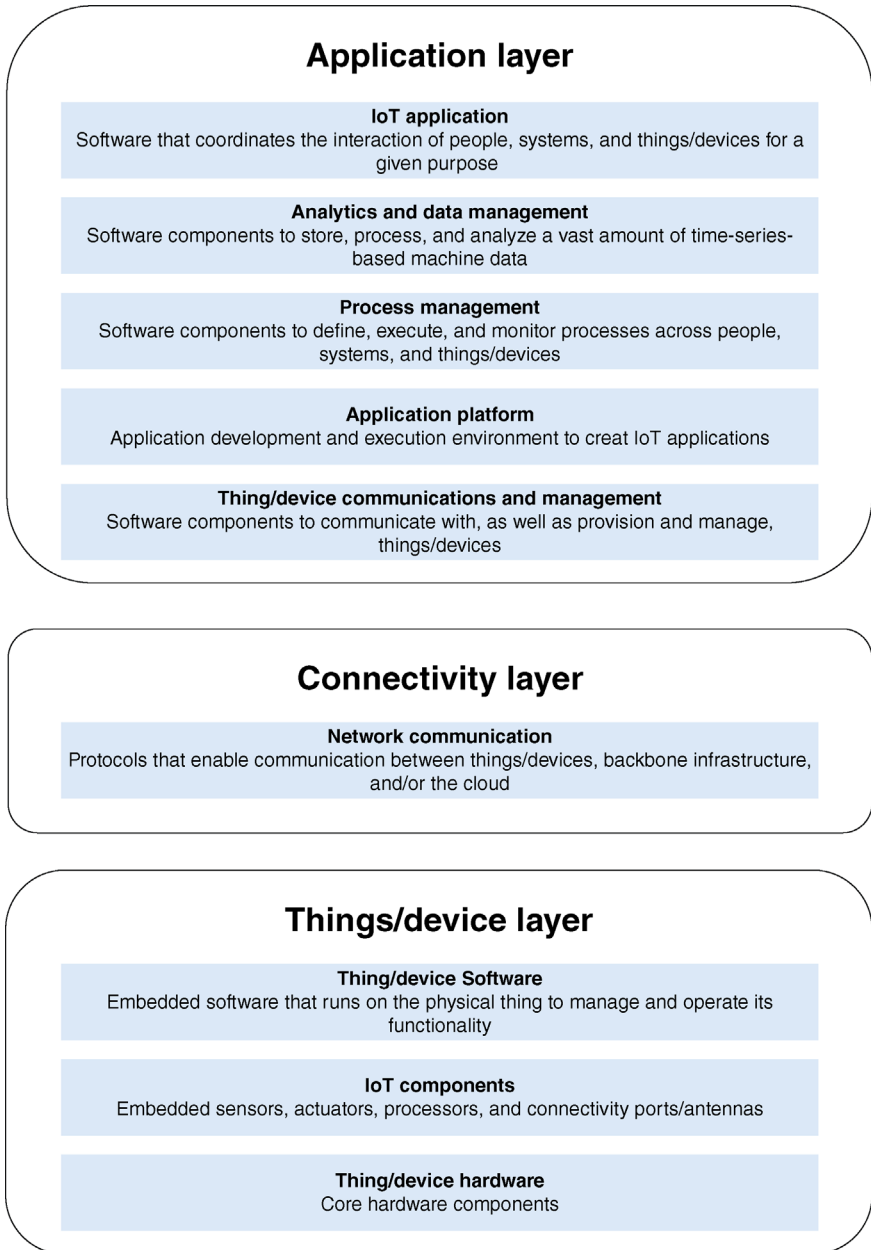 Application layer
IoT application
Software that coordinates the interaction of people, systems, and things/devices for a
given purpose
Analytics and data management
Software components to store, process, and analyze a vast amount of time-series-
based machine data
Process management
Software components to define, execute, and monitor processes across people,
systems, and things/devices
Application platform
Application development and execution environment to creat IoT applications
Thing/device communications and management
Software components to communicate with, as well as provision and manage,
things/devices
Connectivity layer
Network communication
Protocols that enable communication between things/devices, backbone infrastructure,
and/or the cloud
Things/device layer
Thing/device Software
Embedded software that runs on the physical thing to manage and operate its
functionality
IoT components
Embedded sensors, actuators, processors, and connectivity ports/antennas
Thing/device hardware
Core hardware components